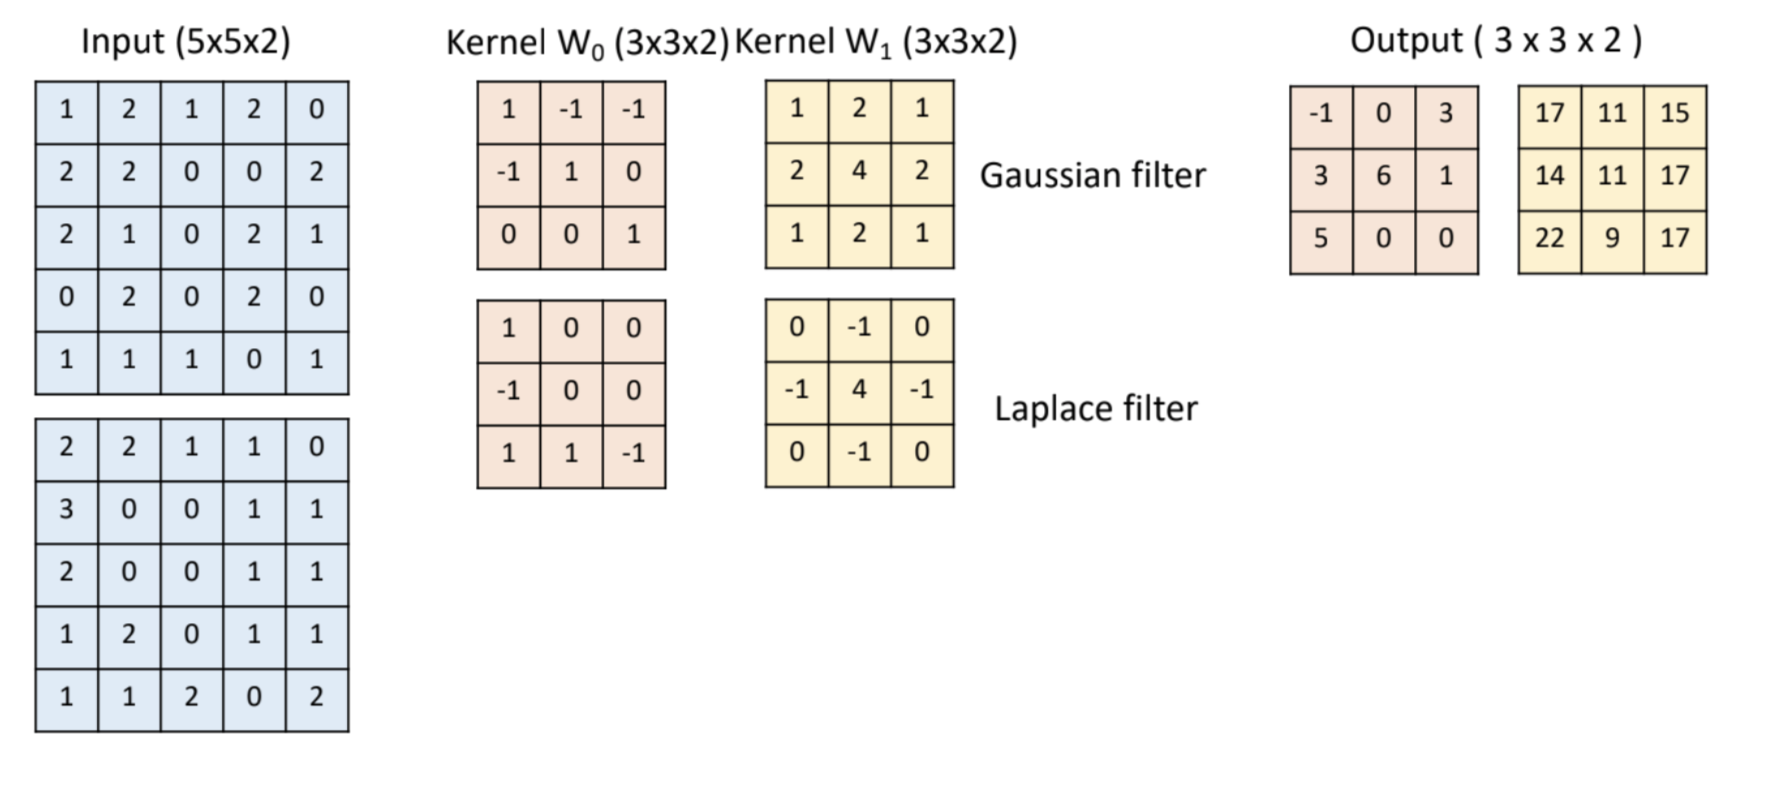 Input (5x5x2)
Kernel W0 (3x3x2) Kernel W1 (3x3x2)
Output ( 3 x 3 x 2 )
1 2 1 2 0
2 2 0 0 2
2 1 0 2 1
0 2 0 2 0
1 1 1 0 1
2 2 1 1 0
3 0 0 1 1
2 0 0 1 1
1 2 0 1 1
1 1 2 0 2
1 -1 -1
-1 1 0
0 0 1
1 0 0
-1 0 0
1 1 -1
1 2 1
2 4 2
1 2 1
Gaussian filter
0 -1 0
-1 4 -1
0 -1 0
Laplace filter
-1 0 3
3 6 1
5 0 0
17 11 15
14 11 17
22 9 17